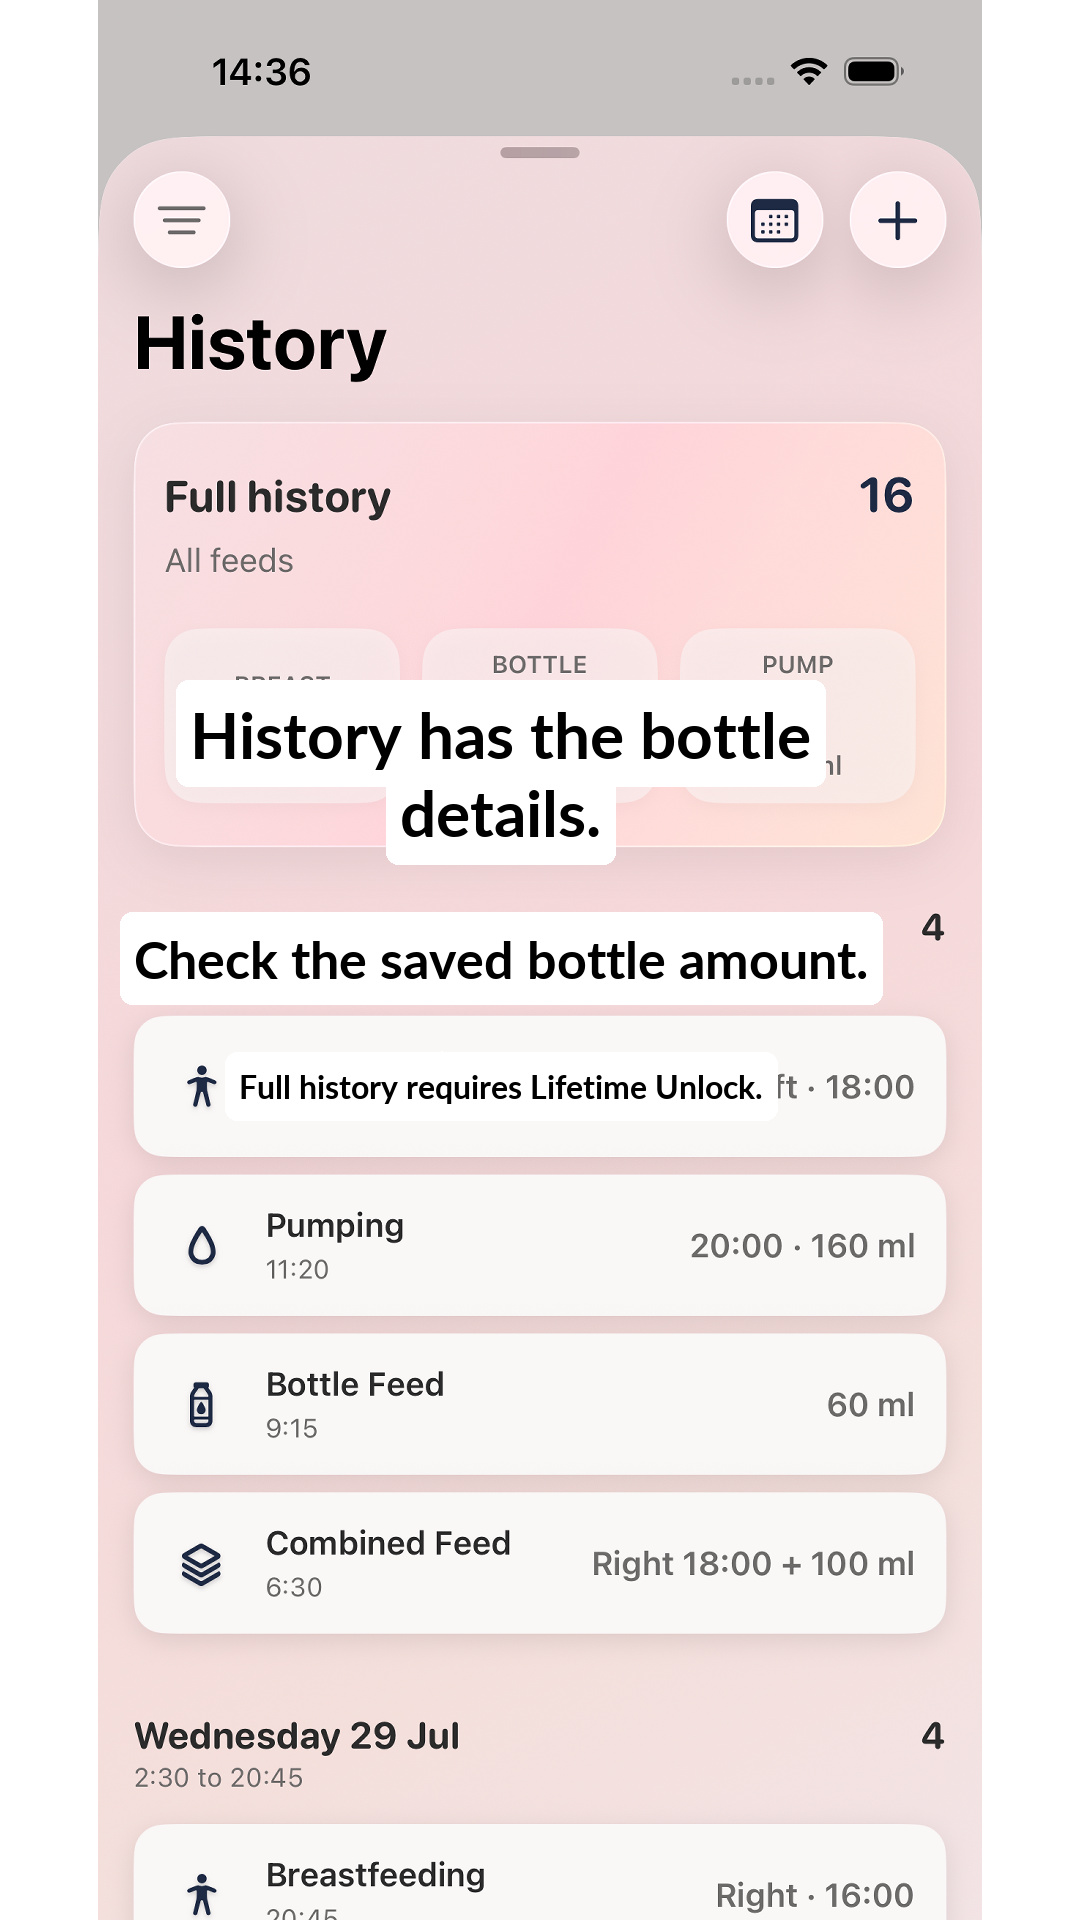 14:36
History
Full history
16
All feeds
BOTTLE
PUMP
History has the bottle
details.
4
Check the saved bottle amount.
Full history requires Lifetime Unlock.
18:00
Pumping
11:20
20:00 · 160 ml
Bottle Feed
9:15
60 ml
Combined Feed
6:30
Right 18:00 + 100 ml
Wednesday 29 Jul
4
2:30 to 20:45
Breastfeeding
20:45
Right · 16:00